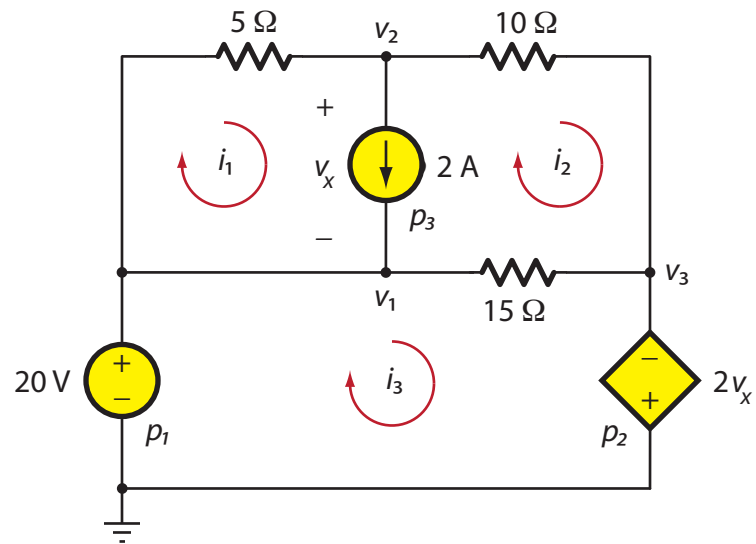 5 Ω
v₂
10 Ω
+
i₁
vₓ
2 A
i₂
p₃
−
v₁
15 Ω
v₃
20 V
+
−
i₃
−
+
2vₓ
p₁
p₂